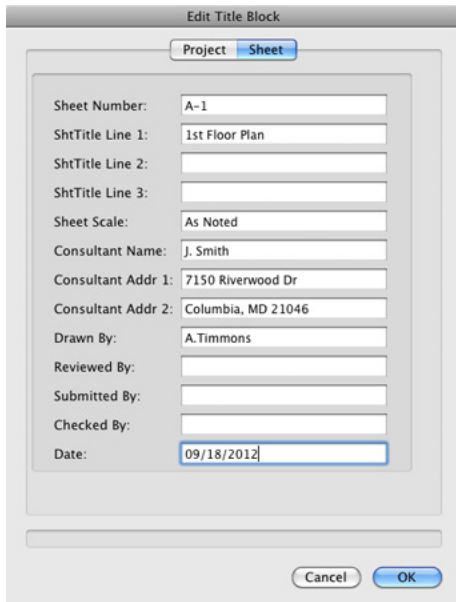 Edit Title Block
Project Sheet
Sheet Number: A-1
ShtTitle Line 1: 1st Floor Plan
ShtTitle Line 2:
ShtTitle Line 3:
Sheet Scale: As Noted
Consultant Name: J. Smith
Consultant Addr 1: 7150 Riverwood Dr
Consultant Addr 2: Columbia, MD 21046
Drawn By: A.Timmons
Reviewed By:
Submitted By:
Checked By:
Date: 09/18/2012
Cancel OK